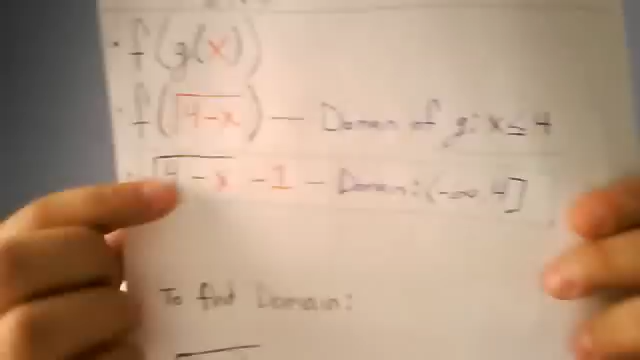 • f(g(x))
• f(√4-x) — Domain of g: x ≤ 4
• √4-x -1 - Domain: (-∞, 4]
To find Domain: